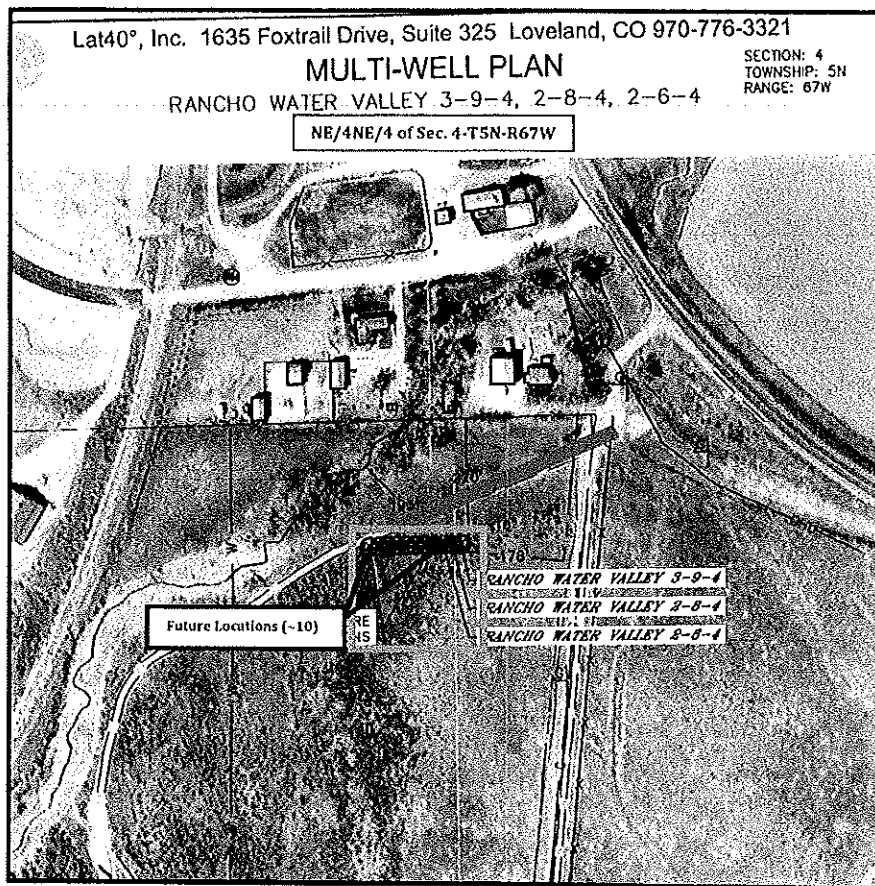 Lat40°, Inc. 1635 Foxtrail Drive, Suite 325 Loveland, CO 970-776-3321
MULTI-WELL PLAN
SECTION: 4
TOWNSHIP: 5N
RANGE: 67W
RANCHO WATER VALLEY 3-9-4, 2-8-4, 2-6-4
NE/4NE/4 of Sec. 4-T5N-R67W
RANCHO WATER VALLEY 3-9-4
RANCHO WATER VALLEY 2-8-4
RANCHO WATER VALLEY 2-6-4
Future Locations (~10)
RE
NS